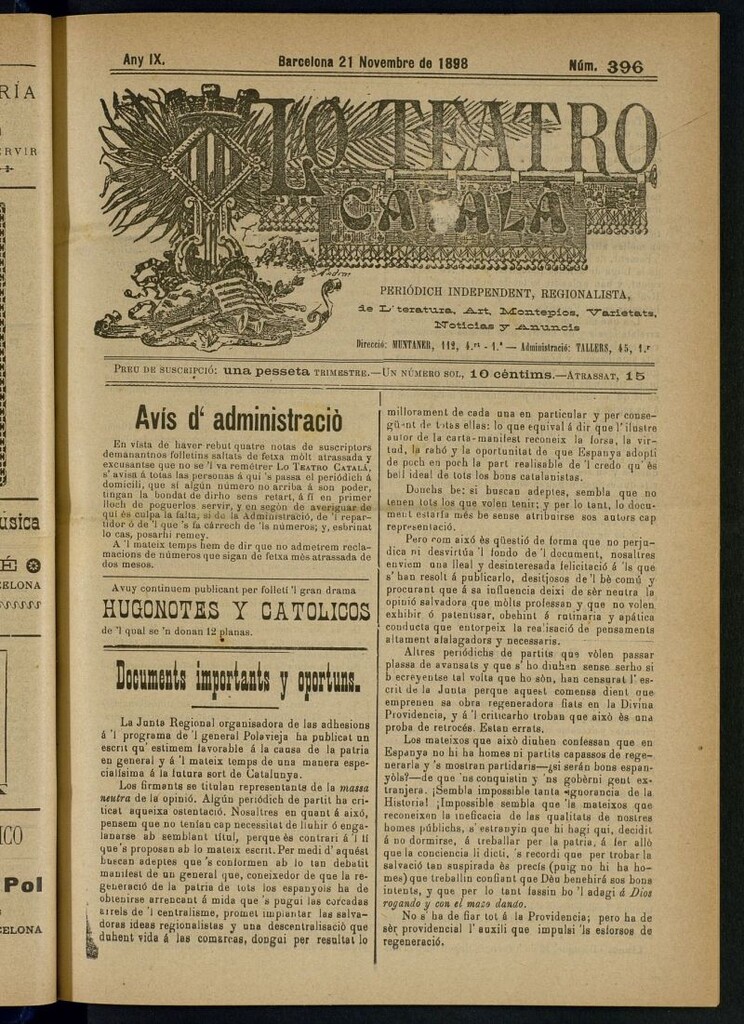 Any IX.
Barcelona 21 Novembre de 1898
Núm. 396
LO TEATRO
CATALÁ
PERIÓDICH INDEPENDENT, REGIONALISTA,
de L'teratura, Art, Montepios, Varietats,
Noticias y Anuncis
Direcció: MUNTANER, 112, 4.rt - 1.ª — Administració: TALLERS, 45, 1.r
PREU DE SUSCRIPCIÓ: una pesseta TRIMESTRE.—UN NÚMERO SOL, 10 céntims.—ATRASSAT, 15
Avís d' administració
En vista de haver rebut quatre notas de suscriptors
demanantnos folletins saltats de fetxa mòlt atrassada y
excusantse que no se 'l va remétrer LO TEATRO CATALÁ,
s' avisa á totas las personas á qui 's passa el periódich á
domicili, que si algún número no arriba á son poder,
tingan la bondat de dirho sens retart, á fí en primer
lloch de poguerlos servir, y en segón de averiguar de
qui és culpa la falta; si de la Administració, de 'l repar-
tidor ó de 'l que 's fa cárrech de 'ls números; y, esbrinat
lo cas, posarhi remey.
A 'l mateix temps hem de dir que no admetrem recla-
macions de números que sigan de fetxa més atrassada de
dos mesos.
Avuy continuem publicant per folletí 'l gran drama
HUGONOTES Y CATOLICOS
de 'l qual se 'n donan 12 planas.
Documents importants y oportuns.
La Junta Regional organisadora de las adhesions
á 'l programa de 'l general Polavieja ha publicat un
escrit qu' estimem favorable á la causa de la patria
en general y á 'l mateix temps de una manera espe-
cialísima á la futura sort de Catalunya.
Los firmants se titulan representants de la massa
neutra de la opinió. Algún periódich de partit ha cri-
ticat aqueixa ostentació. Nosaltres en quant á aixó,
pensem que no tenían cap necessitat de lluhir ó enga-
lanarse ab semblant títul, perque és contrari á 'l fí
que 's proposan ab lo mateix escrit. Per medi d' aquést
buscan adeptes que 's conformen ab lo tan debatit
manifest de un general que, coneixedor de que la re-
generació de la patria de tots los espanyols ha de
obtenirse arrencant á mida que 's pugui las corcadas
arrels de 'l centralisme, promet implantar las salva-
doras ideas regionalistas y una descentralisació que
duhent vida á las comarcas, dongui per resultat lo
millorament de cada una en particular y per conse-
güent de totas ellas: lo que equival á dir que l' ilustre
autor de la carta-manifest reconeix la forsa, la vir-
tud, la rahó y la oportunitat de que Espanya adopti
de poch en poch la part realisable de 'l credo qu' és
bell ideal de tots los bons catalanistas.
Donchs be; si buscan adeptes, sembla que no
tenen tots los que volen tenir; y per lo tant, lo docu-
ment estaría més be sense atribuirse sos autors cap
representació.
Pero com aixó és qüestió de forma que no perju-
dica ni desvirtúa 'l fondo de 'l document, nosaltres
enviem una lleal y desinteresada felicitació á 'ls que
s' han resolt á publicarlo, desitjosos de 'l bè comú y
procurant que á sa influencia deixi de sèr neutra la
opinió salvadora que mòlts professan y que no volen
exhibir ó patentisar, obehint á rutinaria y apática
conducta que entorpeix la realisació de pensaments
altament afalagadors y necessaris.
Altres periódichs de partits que vólen passar
plassa de avansats y que s' ho diuhen sense serho si
b ecreyentse tal volta que ho són, han censurat l' es-
crit de la Junta perque aquest comensa dient que
emprenen sa obra regeneradora fiats en la Divina
Providencia, y á 'l criticarho troban que això és una
proba de retrocés. Estan errats.
Los mateixos que això diuhen confessan que en
Espanya no hi ha homes ni partits capassos de rege-
nerarla y 's mostran partidaris—¿si serán bons espan-
yóls?—de que 'ns conquistin y 'ns gobérni gent ex-
tranjera. ¡Sembla impossible tanta ignorancia de la
Historia! ¡Impossible sembla que 'ls mateixos que
reconeixen la ineficacia de las qualitats de nostres
homes públichs, s' estranyin que hi hagi qui, decidit
á no dormirse, á treballar per la patria, á fer allò
que la conciencia li dicti, 's recordi que per trobar la
salvació tan suspirada és precís (puig no hi ha ho-
mes) que treballin confiant que Déu benehirá sos bons
intents, y que per lo tant fassin bo 'l adagi á Dios
rogando y con el mazo dando.
No s' ha de fiar tot á la Providencia; pero ha de
sèr providencial l' auxili que impulsi 'ls esforsos de
regeneració.
RÍA
ERVIR
úsica
É
CELONA
ICO
Pol
CELONA